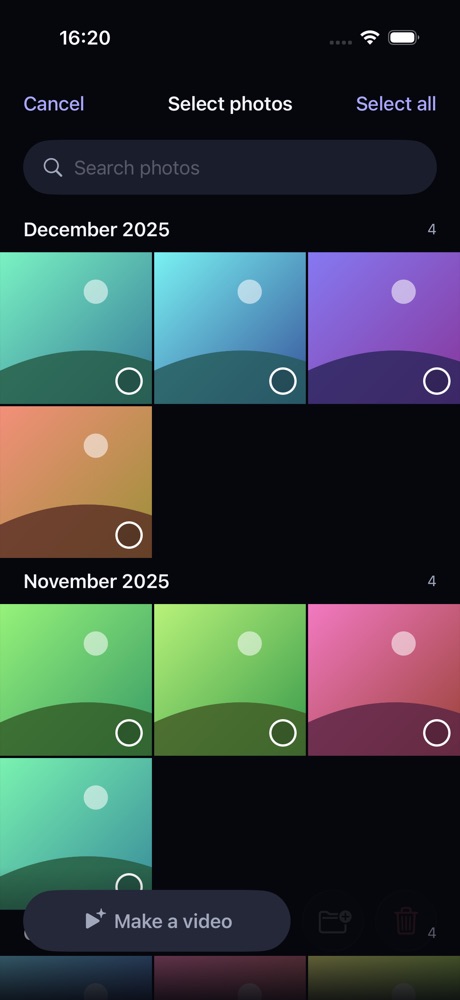 16:20
Cancel Select photos Select all
Search photos
December 2025 4
November 2025 4
Make a video
4